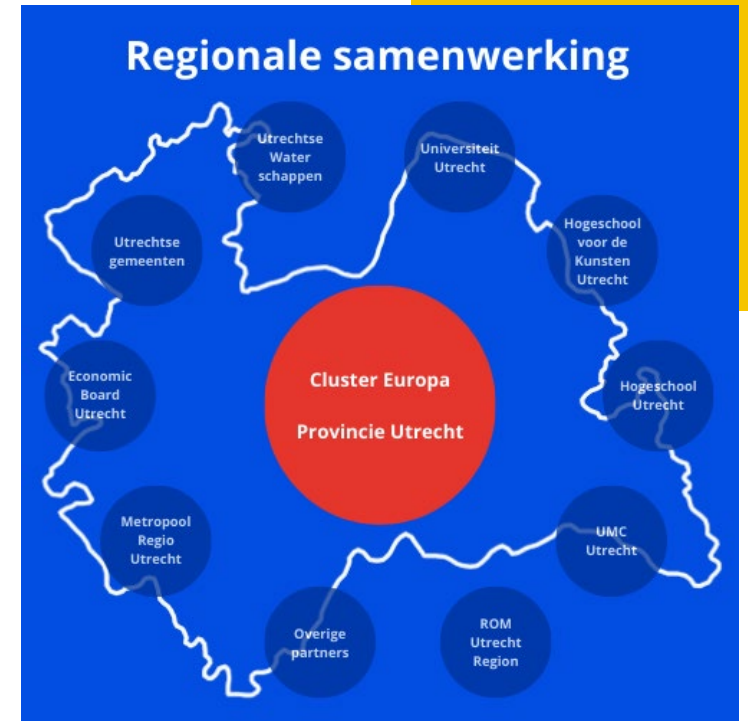 Regionale samenwerking
Utrechtse
Water
schappen
Universiteit
Utrecht
Hogeschool
voor de
Kunsten
Utrecht
Utrechtse
gemeenten
Economic
Board
Utrecht
Cluster Europa
Provincie Utrecht
Hogeschool
Utrecht
Metropool
Regio
Utrecht
UMC
Utrecht
Overige
partners
ROM
Utrecht
Region